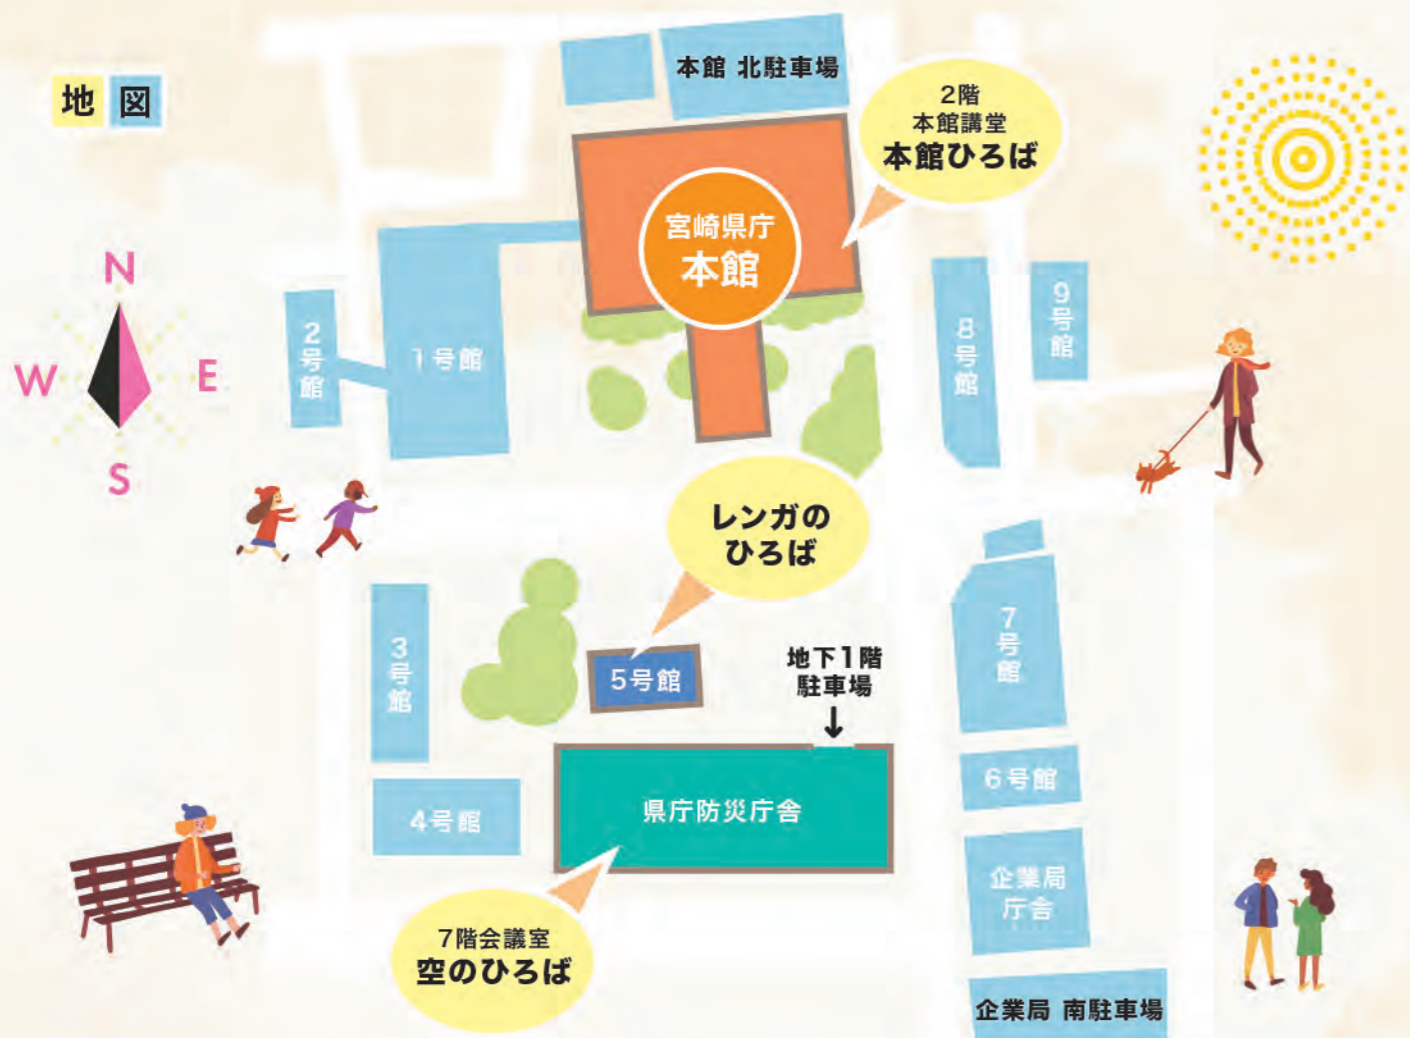 地図
本館 北駐車場
2階
本館講堂
本館ひろば
宮崎県庁
本館
N
W
E
S
2号館
1号館
8号館
9号館
レンガの
ひろば
3号館
5号館
地下1階
駐車場
↓
7号館
6号館
4号館
県庁防災庁舎
企業局
庁舎
7階会議室
空のひろば
企業局 南駐車場